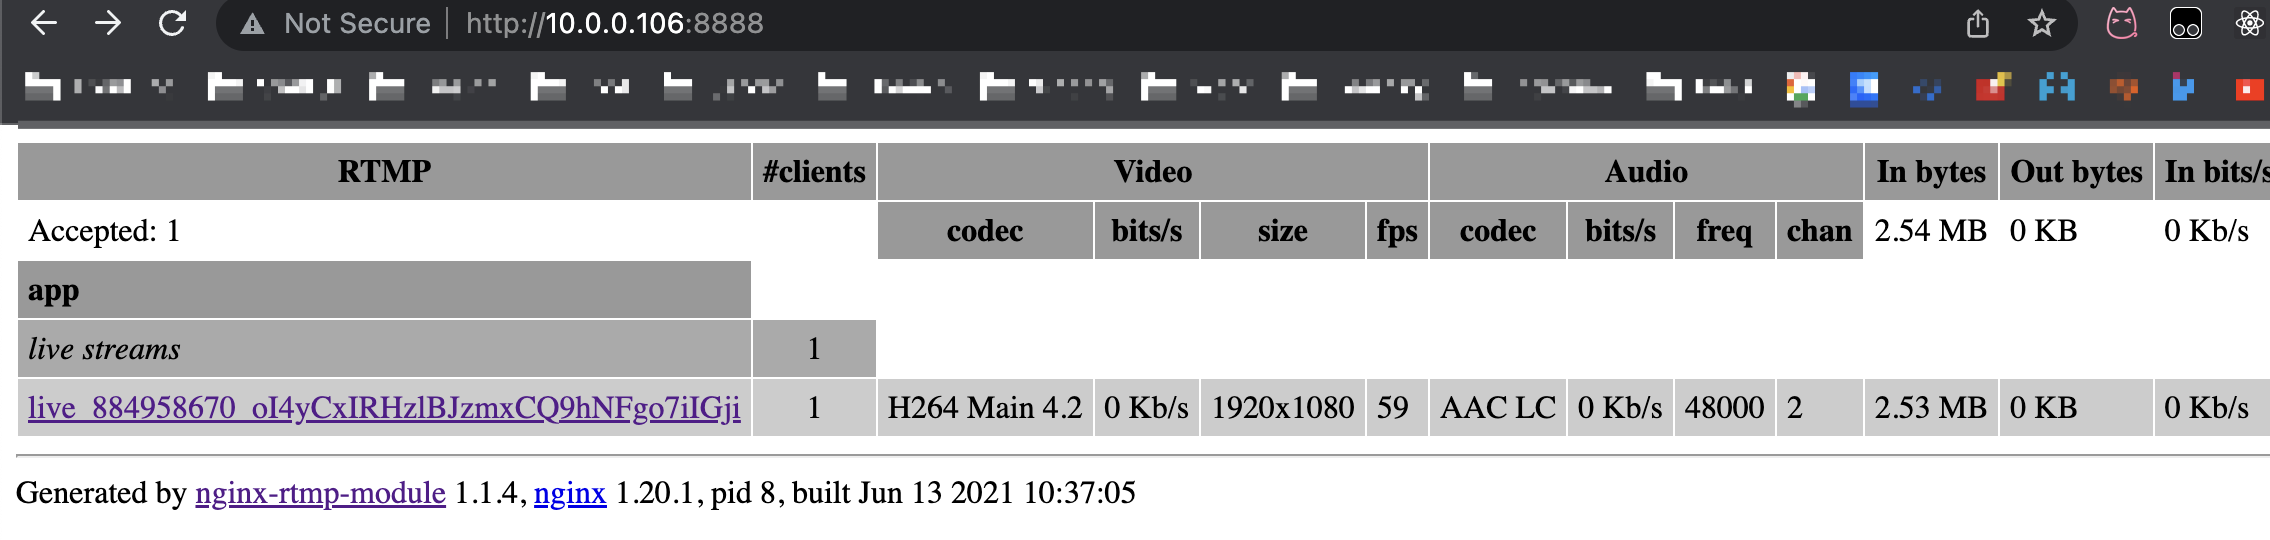 Not Secure http://10.0.0.106:8888
RTMP #clients Video Audio In bytes Out bytes In bits/s
Accepted: 1 codec bits/s size fps codec bits/s freq chan 2.54 MB 0 KB 0 Kb/s
app
live streams 1
live_884958670_oI4yCxIRHzlBJzmxCQ9hNFgo7iIGji 1 H264 Main 4.2 0 Kb/s 1920x1080 59 AAC LC 0 Kb/s 48000 2 2.53 MB 0 KB 0 Kb/s
Generated by nginx-rtmp-module 1.1.4, nginx 1.20.1, pid 8, built Jun 13 2021 10:37:05